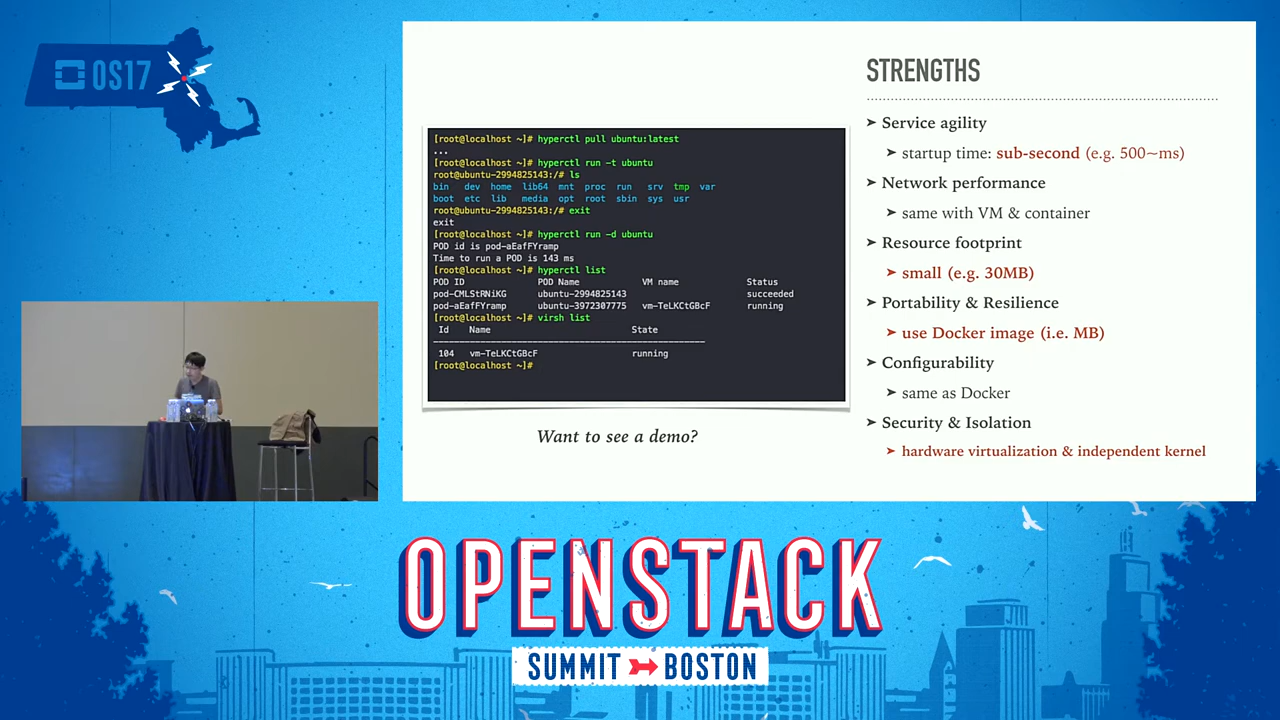 OS17
STRENGTHS
➤ Service agility
➤ startup time: sub-second (e.g. 500~ms)
➤ Network performance
➤ same with VM & container
➤ Resource footprint
➤ small (e.g. 30MB)
➤ Portability & Resilience
➤ use Docker image (i.e. MB)
➤ Configurability
➤ same as Docker
➤ Security & Isolation
➤ hardware virtualization & independent kernel
[root@localhost ~]# hyperctl pull ubuntu:latest
...
[root@localhost ~]# hyperctl run -t ubuntu
root@ubuntu-2994825143:/# ls
bin dev home lib64 mnt proc run srv tmp var
boot etc lib media opt root sbin sys usr
root@ubuntu-2994825143:/# exit
exit
[root@localhost ~]# hyperctl run -d ubuntu
POD id is pod-aEafFYramp
Time to run a POD is 143 ms
[root@localhost ~]# hyperctl list
POD ID POD Name VM name Status
pod-CMLStRNiKG ubuntu-2994825143 succeeded
pod-aEafFYramp ubuntu-3972307775 vm-TeLKCtGBcF running
[root@localhost ~]# virsh list
Id Name State
----------------------------------------------------
104 vm-TeLKCtGBcF running
[root@localhost ~]#
Want to see a demo?
OPENSTACK
SUMMIT BOSTON